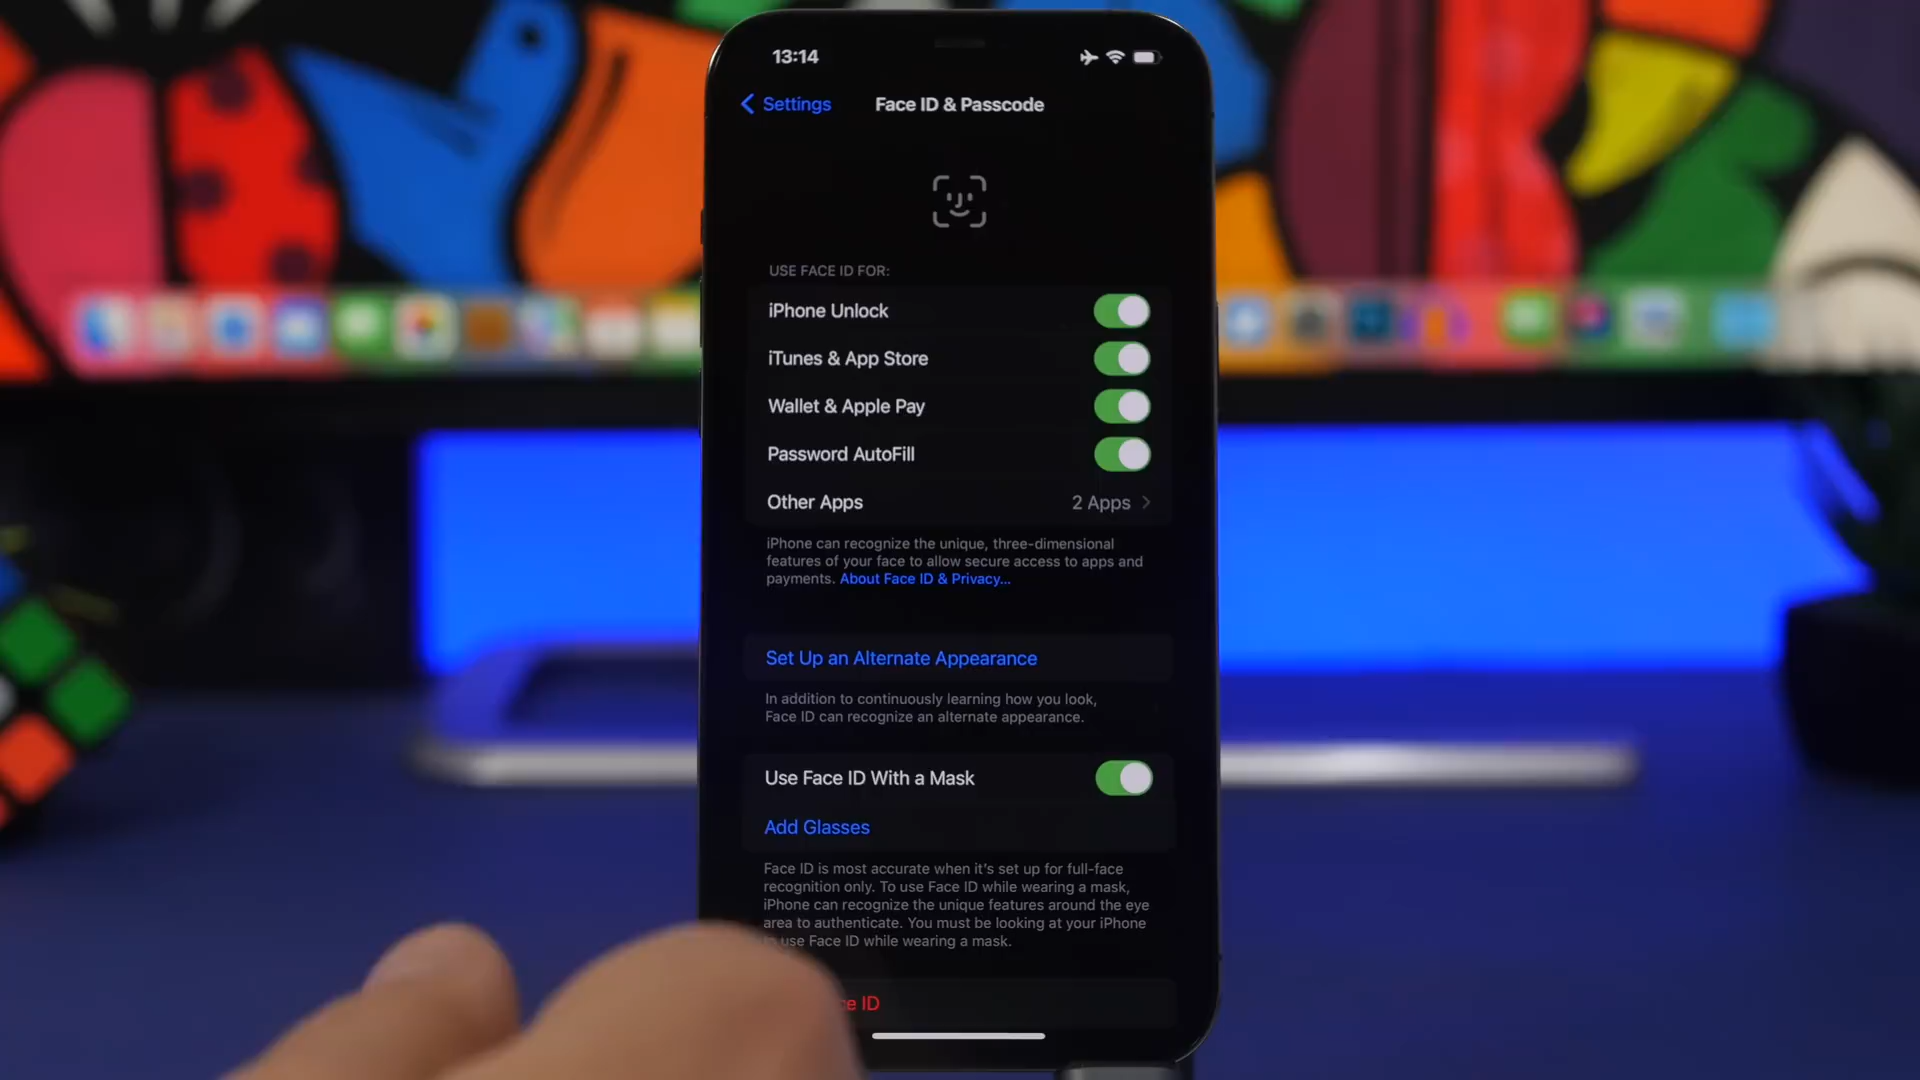 13:14
Settings
Face ID & Passcode
USE FACE ID FOR:
iPhone Unlock
iTunes & App Store
Wallet & Apple Pay
Password AutoFill
Other Apps 2 Apps
iPhone can recognize the unique, three-dimensional
features of your face to allow secure access to apps and
payments. About Face ID & Privacy...
Set Up an Alternate Appearance
In addition to continuously learning how you look,
Face ID can recognize an alternate appearance.
Use Face ID With a Mask
Add Glasses
Face ID is most accurate when it's set up for full-face
recognition only. To use Face ID while wearing a mask,
iPhone can recognize the unique features around the eye
area to authenticate. You must be looking at your iPhone
use Face ID while wearing a mask.
ID